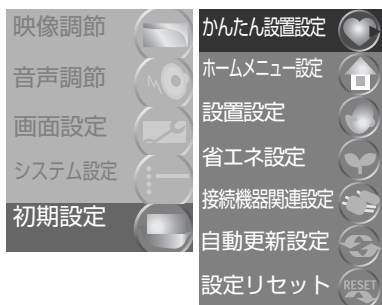 映像調節
音声調節
画面設定
システム設定
初期設定
かんたん設置設定
ホームメニュー設定
設置設定
省エネ設定
接続機器関連設定
自動更新設定
設定リセット
RESET